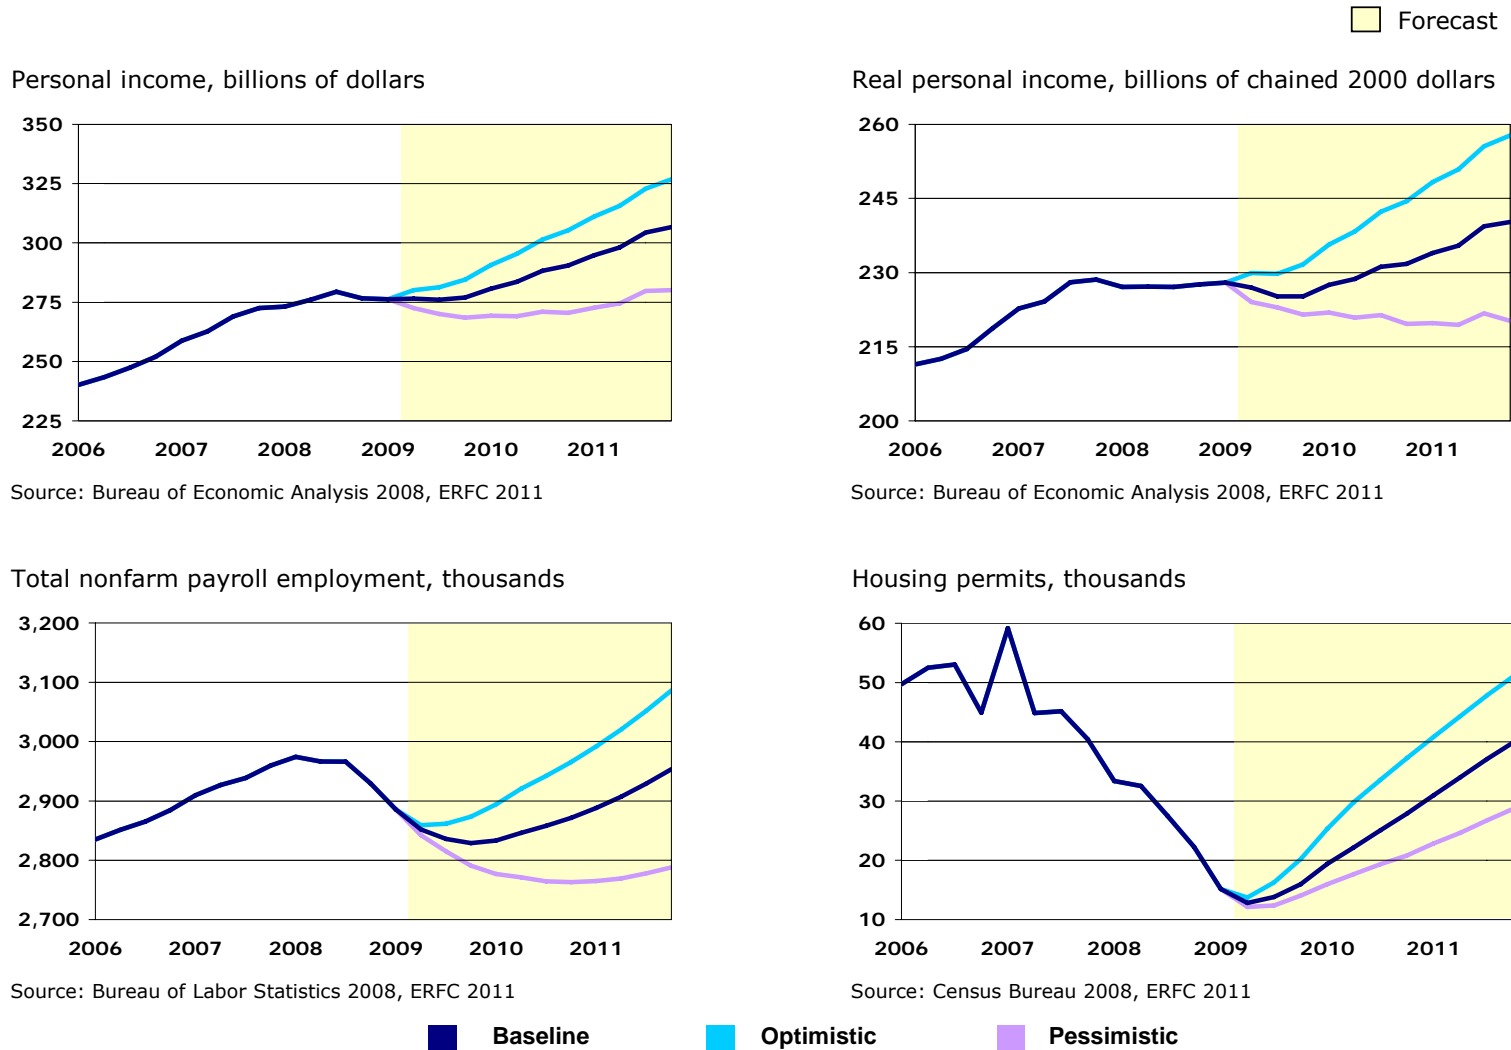 Forecast
Personal income, billions of dollars
350
325
300
275
250
225
2006 2007 2008 2009 2010 2011
Source: Bureau of Economic Analysis 2008, ERFC 2011
Real personal income, billions of chained 2000 dollars
260
245
230
215
200
2006 2007 2008 2009 2010 2011
Source: Bureau of Economic Analysis 2008, ERFC 2011
Total nonfarm payroll employment, thousands
3,200
3,100
3,000
2,900
2,800
2,700
2006 2007 2008 2009 2010 2011
Source: Bureau of Labor Statistics 2008, ERFC 2011
Housing permits, thousands
60
50
40
30
20
10
2006 2007 2008 2009 2010 2011
Source: Census Bureau 2008, ERFC 2011
Baseline Optimistic Pessimistic